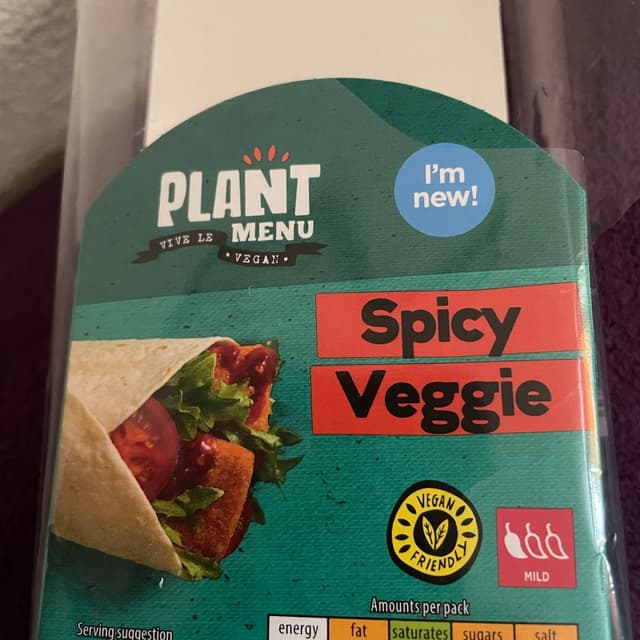 PLANT
MENU
VIVE LE
• VEGAN •
I'm
new!
Spicy
Veggie
VEGAN
FRIENDLY
MILD
Amounts per pack
energy fat saturates sugars salt
Serving suggestion